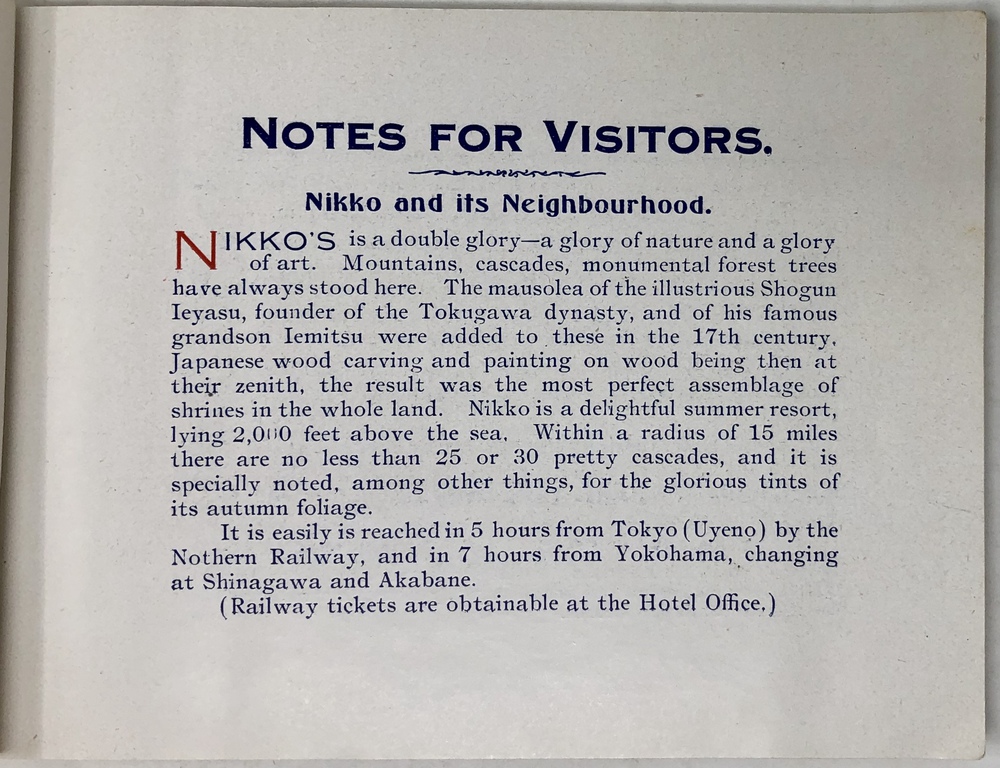 NOTES FOR VISITORS.
Nikko and its Neighbourhood.
NIKKO'S is a double glory—a glory of nature and a glory
of art. Mountains, cascades, monumental forest trees
have always stood here. The mausolea of the illustrious Shogun
Ieyasu, founder of the Tokugawa dynasty, and of his famous
grandson Iemitsu were added to these in the 17th century.
Japanese wood carving and painting on wood being then at
their zenith, the result was the most perfect assemblage of
shrines in the whole land. Nikko is a delightful summer resort,
lying 2,000 feet above the sea. Within a radius of 15 miles
there are no less than 25 or 30 pretty cascades, and it is
specially noted, among other things, for the glorious tints of
its autumn foliage.
It is easily is reached in 5 hours from Tokyo (Uyeno) by the
Nothern Railway, and in 7 hours from Yokohama, changing
at Shinagawa and Akabane.
(Railway tickets are obtainable at the Hotel Office.)